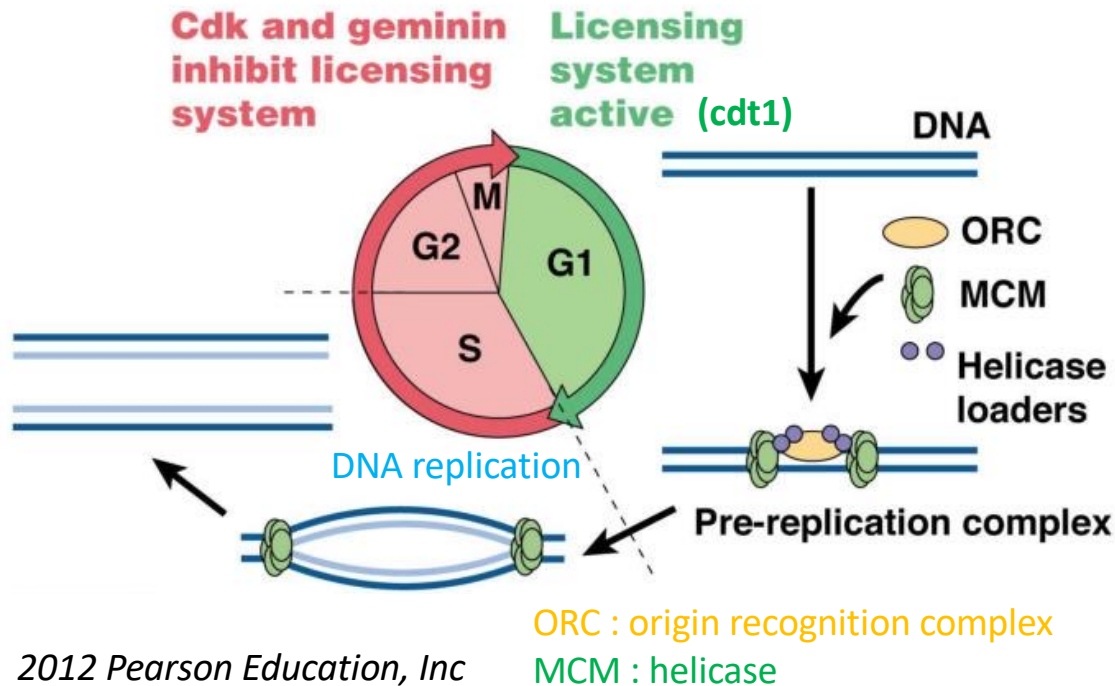 Cdk and geminin
inhibit licensing
system
Licensing
system
active (cdt1)
DNA
ORC
MCM
Helicase
loaders
M
G2
G1
S
DNA replication
Pre-replication complex
ORC : origin recognition complex
MCM : helicase
2012 Pearson Education, Inc